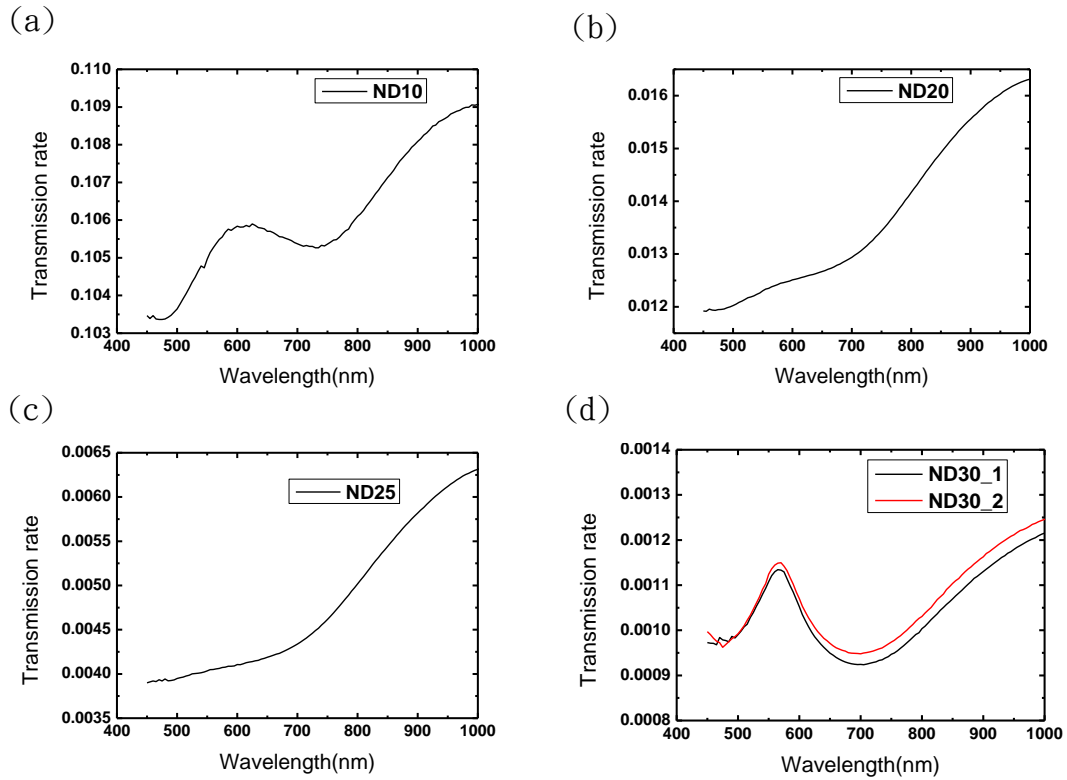 (a)
ND10
0.110
0.109
0.108
0.107
0.106
0.105
0.104
0.103
400 500 600 700 800 900 1000
Transmission rate
Wavelength(nm)
(b)
ND20
0.016
0.015
0.014
0.013
0.012
400 500 600 700 800 900 1000
Transmission rate
Wavelength(nm)
(c)
ND25
0.0065
0.0060
0.0055
0.0050
0.0045
0.0040
0.0035
400 500 600 700 800 900 1000
Transmission rate
Wavelength(nm)
(d)
ND30_1
ND30_2
0.0014
0.0013
0.0012
0.0011
0.0010
0.0009
0.0008
400 500 600 700 800 900 1000
Transmission rate
Wavelength(nm)